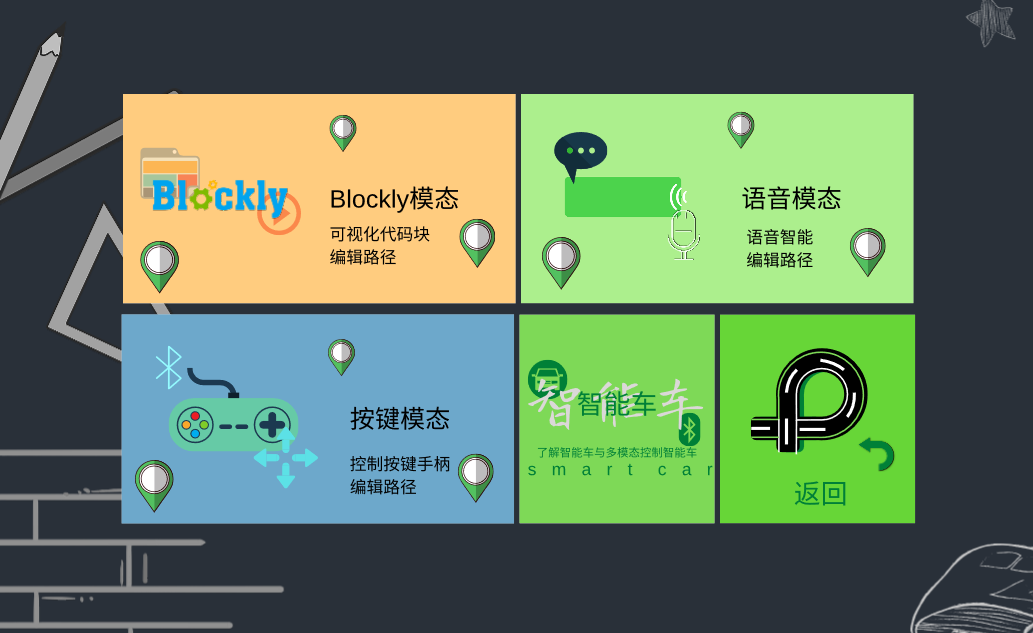 Blockly
Blockly模态
可视化代码块
编辑路径
语音模态
语音智能
编辑路径
按键模态
控制按键手柄
编辑路径
智能车
智能车
了解智能车与多模态控制智能车
smart car
返回